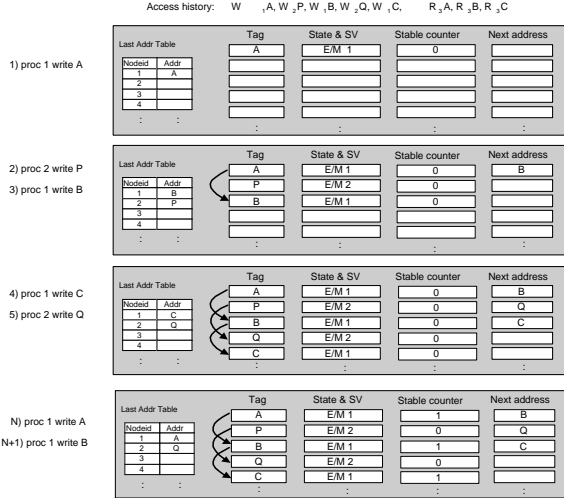 Access history: W ₁A, W ₂P, W ₁B, W ₂Q, W ₁C, R ₃A, R ₃B, R ₃C
1) proc 1 write A
Last Addr Table
Nodeid Addr
1 A
2
3
4
: :
Tag State & SV Stable counter Next address
A E/M 1 0
: : : :
2) proc 2 write P
3) proc 1 write B
Last Addr Table
Nodeid Addr
1 B
2 P
3
4
: :
Tag State & SV Stable counter Next address
A E/M 1 0 B
P E/M 2 0
B E/M 1 0
: : : :
4) proc 1 write C
5) proc 2 write Q
Last Addr Table
Nodeid Addr
1 C
2 Q
3
4
: :
Tag State & SV Stable counter Next address
A E/M 1 0 B
P E/M 2 0 Q
B E/M 1 0 C
Q E/M 2 0
C E/M 1 0
: : : :
N) proc 1 write A
N+1) proc 1 write B
Last Addr Table
Nodeid Addr
1 A
2 Q
3
4
: :
Tag State & SV Stable counter Next address
A E/M 1 1 B
P E/M 2 0 Q
B E/M 1 1 C
Q E/M 2 0
C E/M 1 1
: : : :